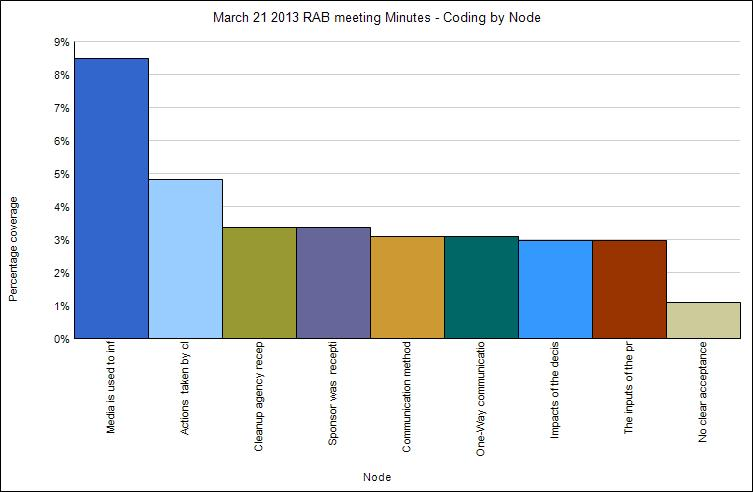 March 21 2013 RAB meeting Minutes - Coding by Node
9%
8%
7%
6%
5%
4%
3%
2%
1%
0%
Percentage coverage
Media is used to inf
Actions  taken by cl
Cleanup agency recep
Sponsor was  recepti
Communication method
One-Way communicatio
Impacts of the decis
The inputs of the pr
No clear acceptance
Node